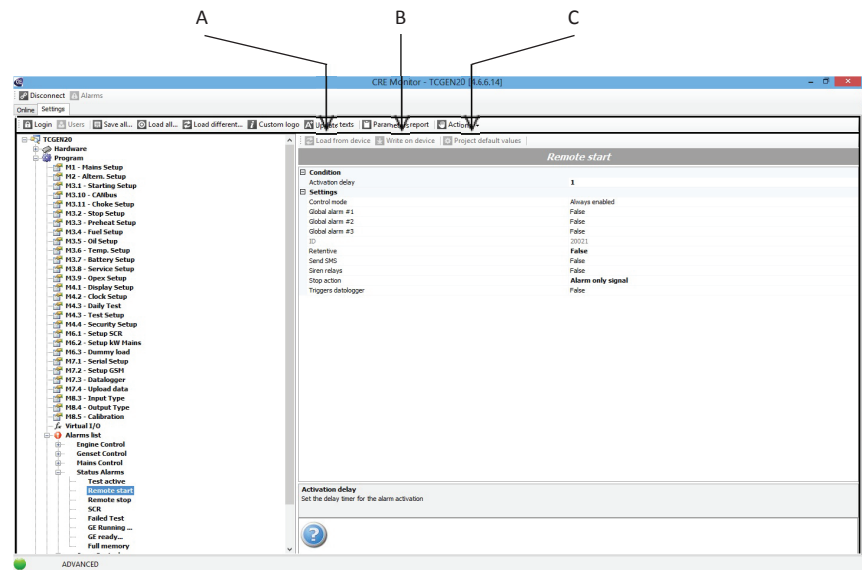 A B C
CRE Monitor - TCGEN20 [4.6.6.14]
Disconnect Alarms
Online Settings
Login Users Save all... Load all... Load different... Custom logo Update texts Parameters report Actions
TCGEN20
Hardware
Program
M1 - Mains Setup
M2 - Altern. Setup
M3.1 - Starting Setup
M3.10 - CANbus
M3.11 - Choke Setup
M3.2 - Stop Setup
M3.3 - Preheat Setup
M3.4 - Fuel Setup
M3.5 - Oil Setup
M3.6 - Temp. Setup
M3.7 - Battery Setup
M3.8 - Service Setup
M3.9 - Opex Setup
M4.1 - Display Setup
M4.2 - Clock Setup
M4.3 - Daily Test
M4.3 - Test Setup
M4.4 - Security Setup
M6.1 - Setup SCR
M6.2 - Setup kW Mains
M6.3 - Dummy load
M7.1 - Serial Setup
M7.2 - Setup GSM
M7.3 - Datalogger
M7.4 - Upload data
M8.3 - Input Type
M8.4 - Output Type
M8.5 - Calibration
Virtual I/O
Alarms list
Engine Control
Genset Control
Mains Control
Status Alarms
Test active
Remote start
Remote stop
SCR
Failed Test
GE Running ...
GE ready...
Full memory
Load from device Write on device Project default values
Remote start
Condition
Activation delay 1
Settings
Control mode Always enabled
Global alarm #1 False
Global alarm #2 False
Global alarm #3 False
ID 20021
Retentive False
Send SMS False
Siren relays False
Stop action Alarm only signal
Triggers datologger False
Activation delay
Set the delay timer for the alarm activation
ADVANCED